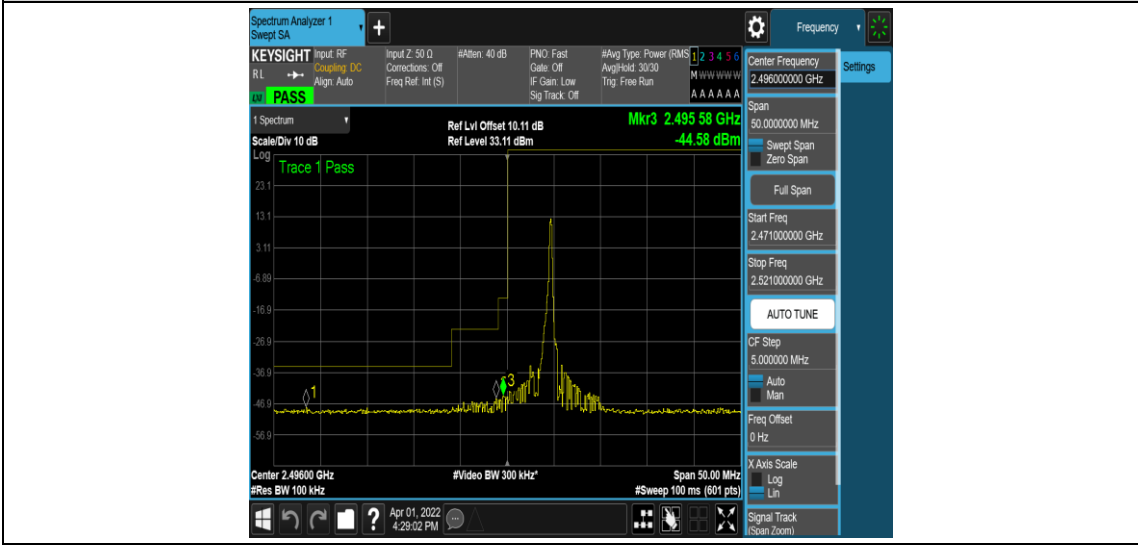 Spectrum Analyzer 1
Swept SA
+
Frequency
KEYSIGHT
RL
PASS
Input: RF
Coupling: DC
Align: Auto
Input Z: 50 Ω
Corrections: Off
Freq Ref: Int (S)
#Atten: 40 dB
PNO: Fast
Gate: Off
IF Gain: Low
Sig Track: Off
#Avg Type: Power (RMS
Avg|Hold: 30/30
Trig: Free Run
1 2 3 4 5 6
M W W W W W
A A A A A A
1 Spectrum
Scale/Div 10 dB
Ref Lvl Offset 10.11 dB
Ref Level 33.11 dBm
Mkr3 2.495 58 GHz
-44.58 dBm
Log
Trace 1 Pass
23.1
13.1
3.11
-6.89
-16.9
-26.9
-36.9
-46.9
-56.9
1
3
Center 2.49600 GHz
#Video BW 300 kHz*
Span 50.00 MHz
#Res BW 100 kHz
#Sweep 100 ms (601 pts)
Apr 01, 2022
4:29:02 PM
?
Center Frequency
2.496000000 GHz
Settings
Span
50.0000000 MHz
Swept Span
Zero Span
Full Span
Start Freq
2.471000000 GHz
Stop Freq
2.521000000 GHz
AUTO TUNE
CF Step
5.000000 MHz
Auto
Man
Freq Offset
0 Hz
X Axis Scale
Log
Lin
Signal Track
(Span Zoom)